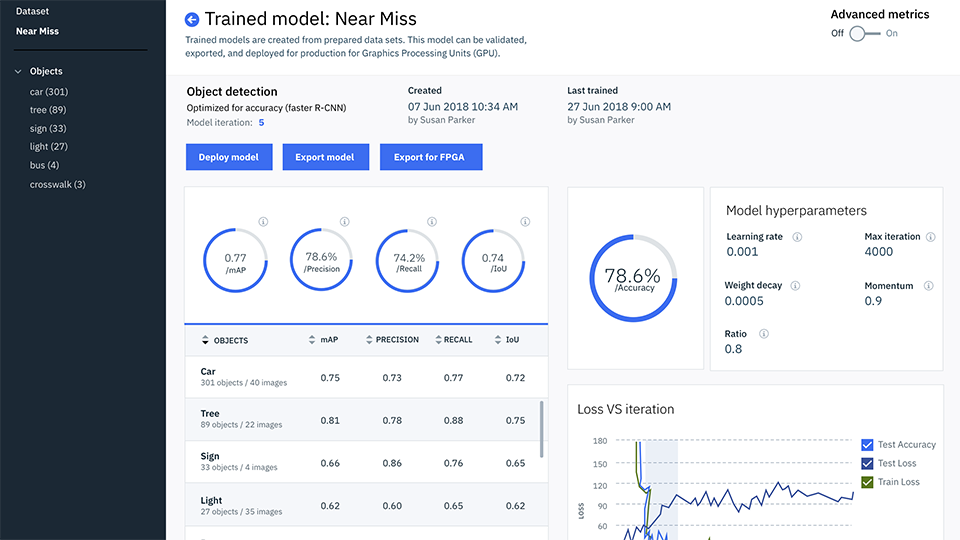 Dataset
Near Miss
Objects
car (301)
tree (89)
sign (33)
light (27)
bus (4)
crosswalk (3)
Trained model: Near Miss
Trained models are created from prepared data sets. This model can be validated,
exported, and deployed for production for Graphics Processing Units (GPU).
Advanced metrics
Off On
Object detection
Optimized for accuracy (faster R-CNN)
Model iteration: 5
Created
07 Jun 2018 10:34 AM
by Susan Parker
Last trained
27 Jun 2018 9:00 AM
by Susan Parker
Deploy model
Export model
Export for FPGA
0.77
/mAP
78.6%
/Precision
74.2%
/Recall
0.74
/IoU
OBJECTS mAP PRECISION RECALL IoU
Car
301 objects / 40 images
0.75 0.73 0.77 0.72
Tree
89 objects / 22 images
0.81 0.78 0.88 0.75
Sign
33 objects / 4 images
0.66 0.86 0.76 0.65
Light
27 objects / 35 images
0.62 0.60 0.65 0.62
78.6%
/Accuracy
Model hyperparameters
Learning rate
0.001
Max iteration
4000
Weight decay
0.0005
Momentum
0.9
Ratio
0.8
Loss VS iteration
180
150
120
90
60
LOSS
Test Accuracy
Test Loss
Train Loss